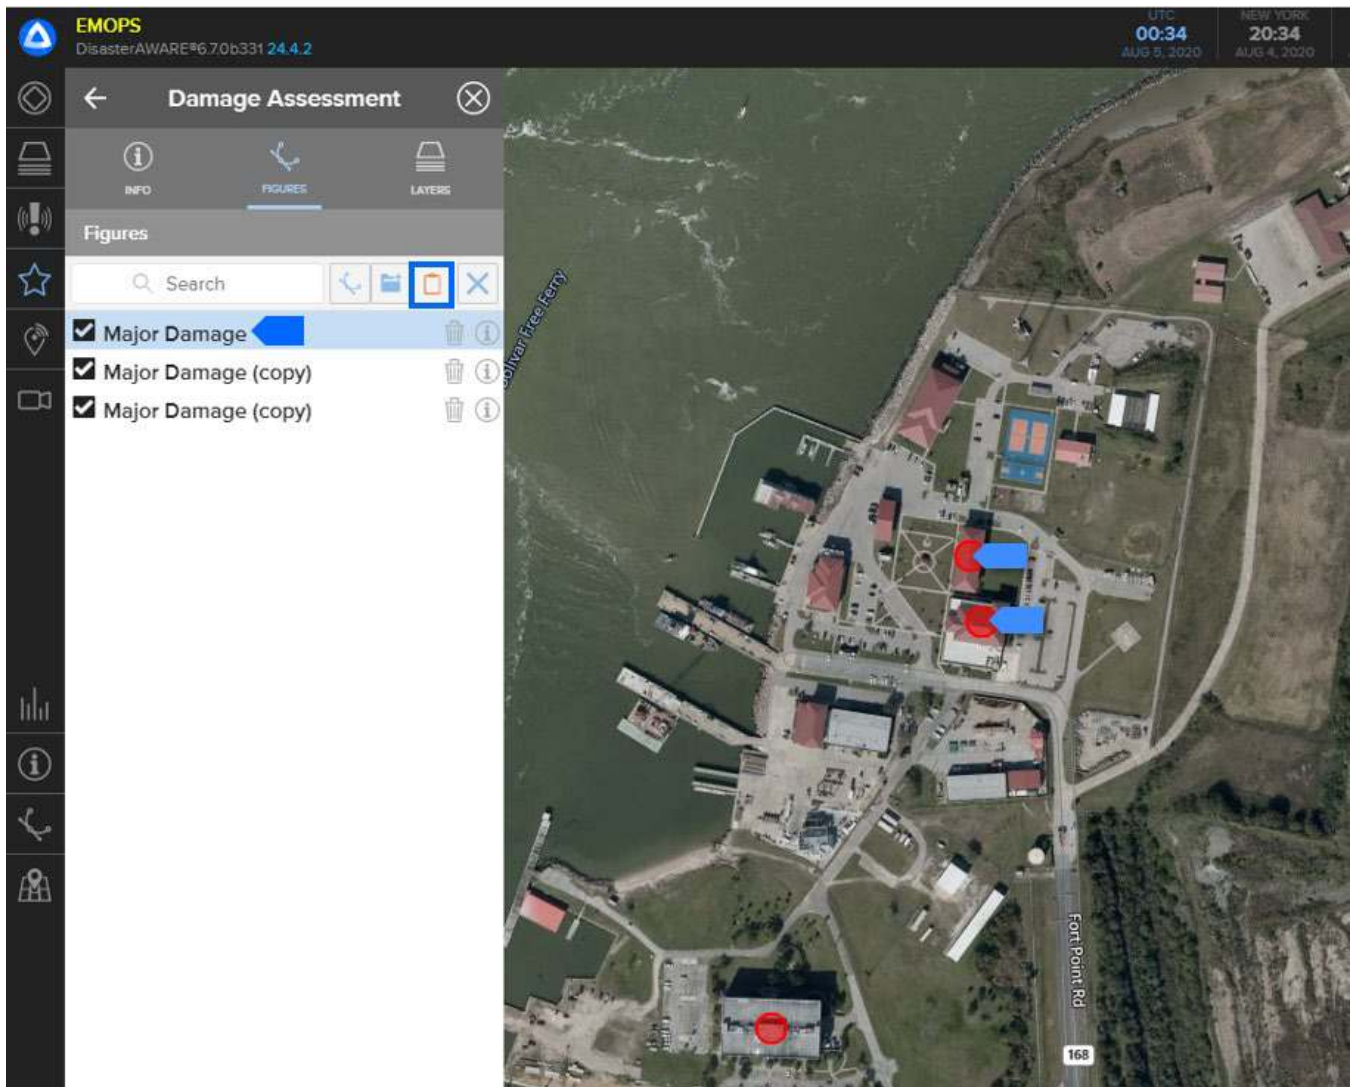 EMOPS
DisasterAWARE®6.7.0b331 24.4.2
UTC
00:34
AUG 5, 2020
NEW YORK
20:34
AUG 4, 2020
Damage Assessment
INFO
FIGURES
LAYERS
Figures
Search
Major Damage
Major Damage (copy)
Major Damage (copy)
Bolivar Free Ferry
Fort Point Rd
168